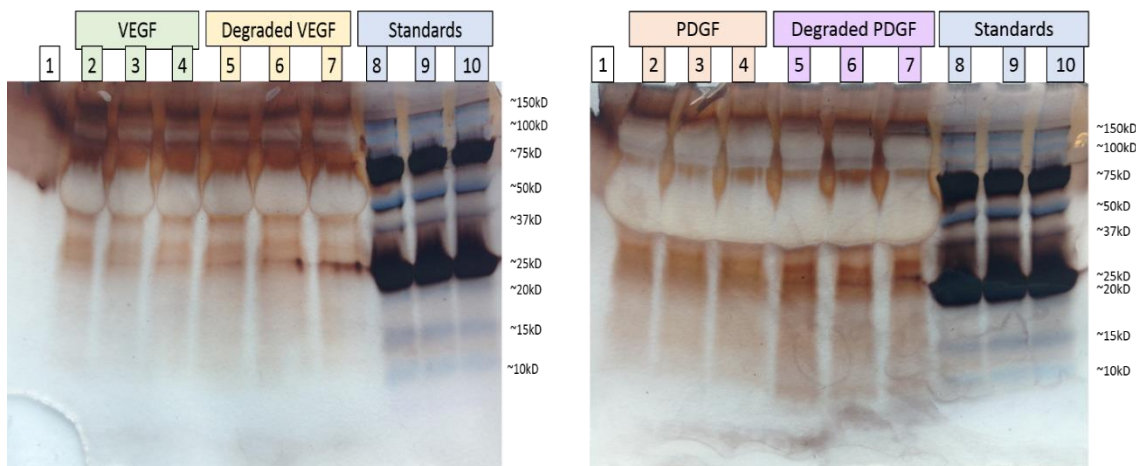 VEGF Degraded VEGF Standards
1 2 3 4 5 6 7 8 9 10
~150kD
~100kD
~75kD
~50kD
~37kD
~25kD
~20kD
~15kD
~10kD
PDGF Degraded PDGF Standards
1 2 3 4 5 6 7 8 9 10
~150kD
~100kD
~75kD
~50kD
~37kD
~25kD
~20kD
~15kD
~10kD